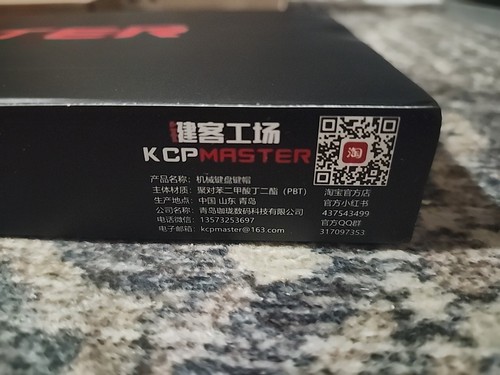 TER
键客工场
KCPMASTER
产品名称：机械键盘键帽
主体材质：聚对苯二甲酸丁二酯（PBT）
生产地点：中国 山东 青岛
公司名称：青岛咖珑数码科技有限公司
电话微信：13573253697
电子邮箱：kcpmaster@163.com
淘
淘宝官方店
官方小红书
437543499
官方QQ群
317097353